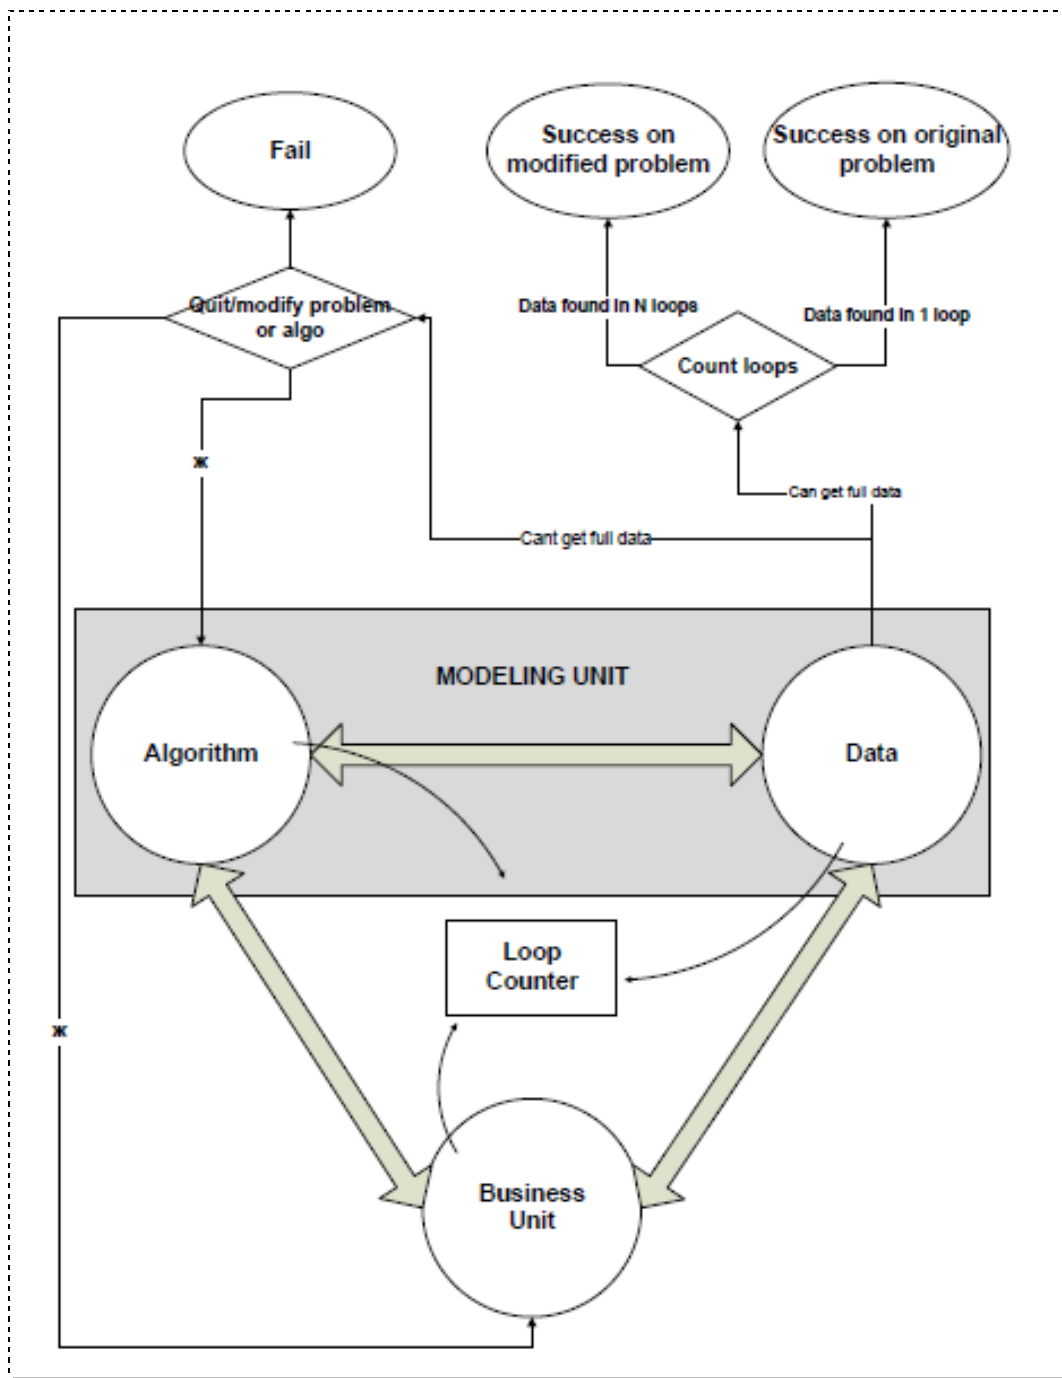 Fail
Success on
modified problem
Success on original
problem
Quit/modify problem
or algo
Data found in N loops
Data found in 1 loop
Count loops
ж
Can get full data
Cant get full data
MODELING UNIT
Algorithm
Data
Loop
Counter
ж
Business
Unit